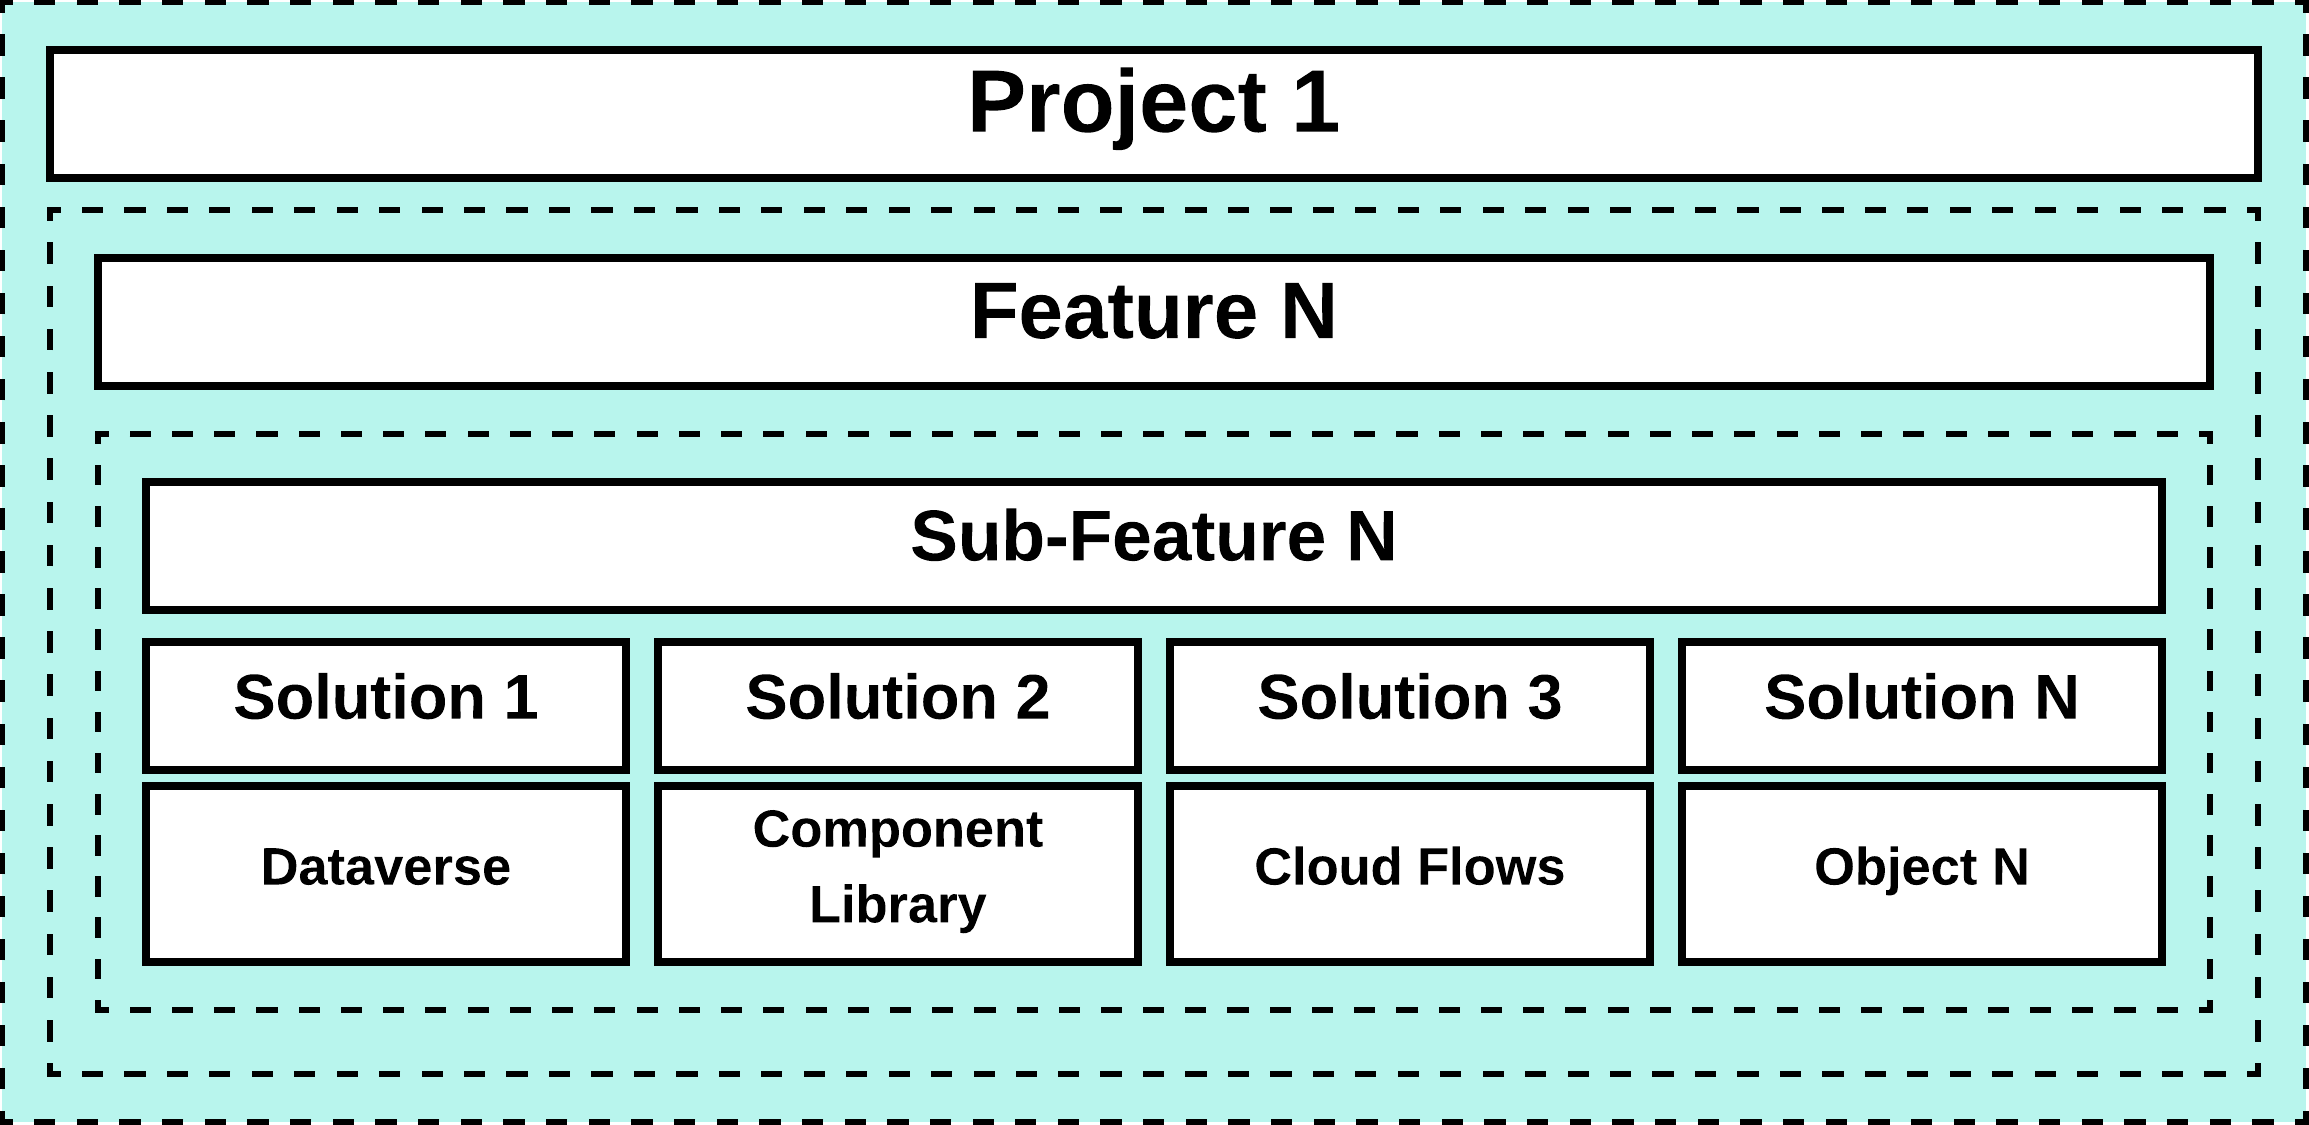 Project 1
Feature N
Sub-Feature N
Solution 1
Solution 2
Solution 3
Solution N
Dataverse
Component
Library
Cloud Flows
Object N